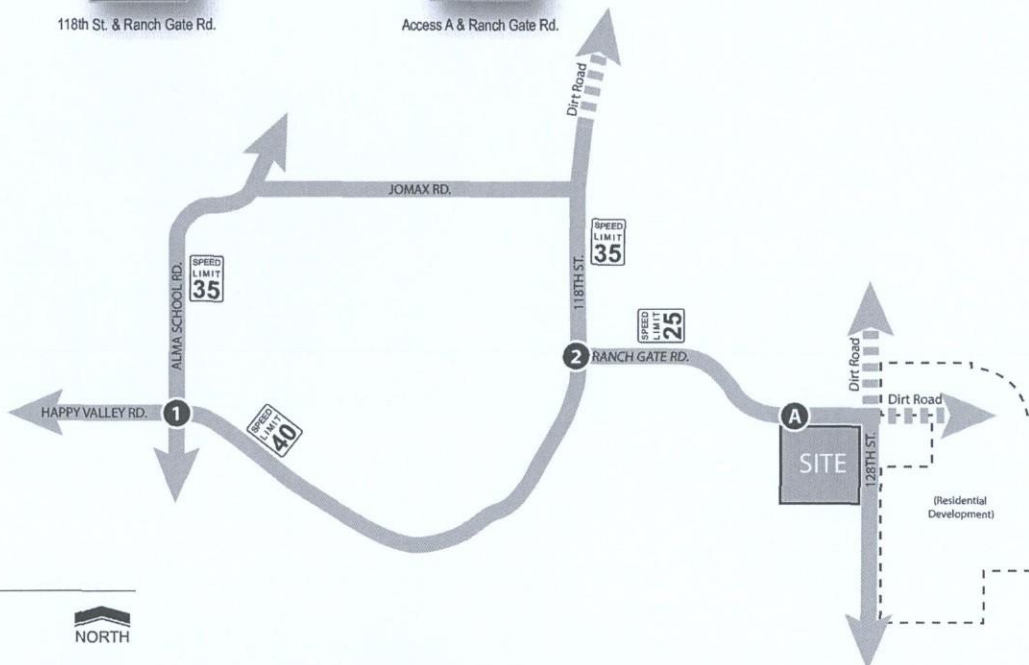 118th St. & Ranch Gate Rd.
Access A & Ranch Gate Rd.
Dirt Road
JOMAX RD.
SPEED
LIMIT
35
ALMA SCHOOL RD.
SPEED
LIMIT
35
118TH ST.
SPEED
LIMIT
25
2
RANCH GATE RD.
Dirt Road
Dirt Road
HAPPY VALLEY RD.
1
SPEED
LIMIT
40
A
SITE
128TH ST.
(Residential
Development)
NORTH